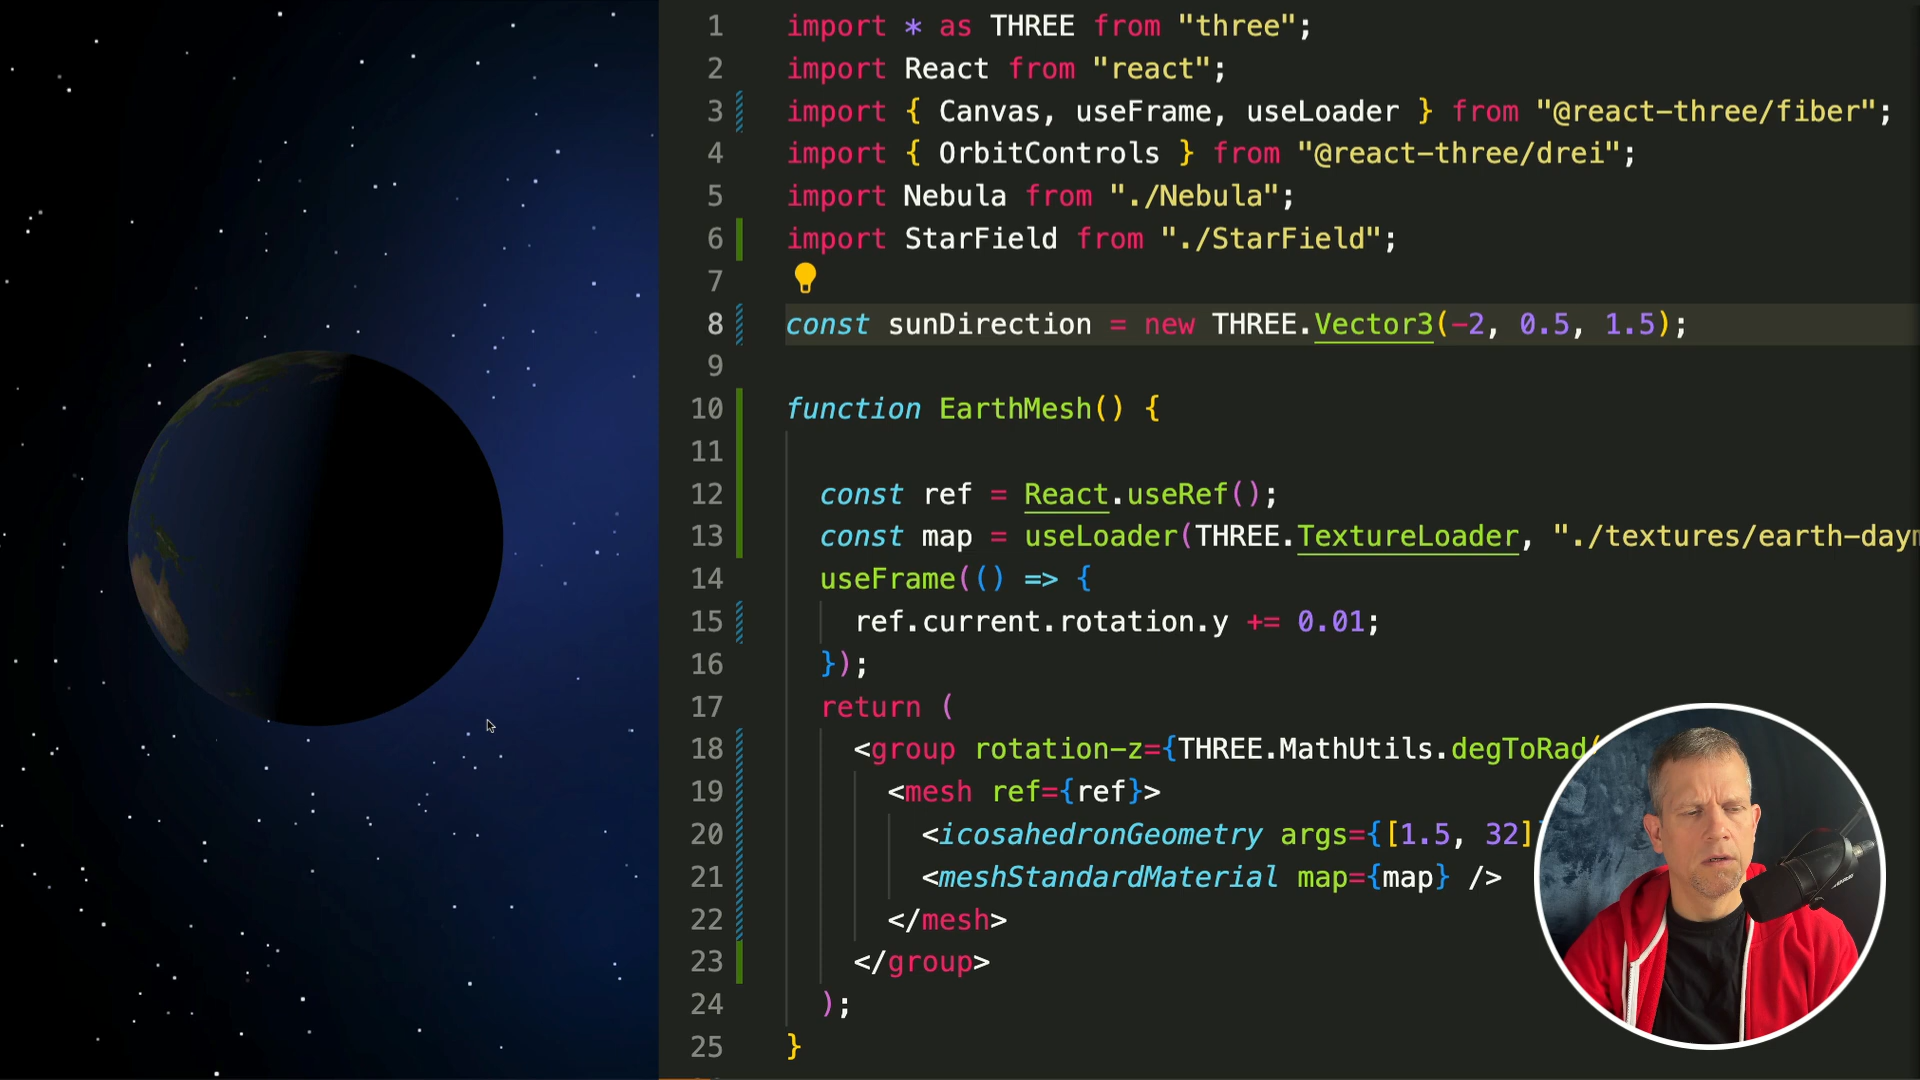 1 import * as THREE from "three";
2 import React from "react";
3 import { Canvas, useFrame, useLoader } from "@react-three/fiber";
4 import { OrbitControls } from "@react-three/drei";
5 import Nebula from "./Nebula";
6 import StarField from "./StarField";
7
8 const sunDirection = new THREE.Vector3(-2, 0.5, 1.5);
9
10 function EarthMesh() {
11
12 const ref = React.useRef();
13 const map = useLoader(THREE.TextureLoader, "./textures/earth-daym
14 useFrame(() => {
15 ref.current.rotation.y += 0.01;
16 });
17 return (
18 <group rotation-z={THREE.MathUtils.degToRad(
19 <mesh ref={ref}>
20 <icosahedronGeometry args={[1.5, 32]
21 <meshStandardMaterial map={map} />
22 </mesh>
23 </group>
24 );
25 }